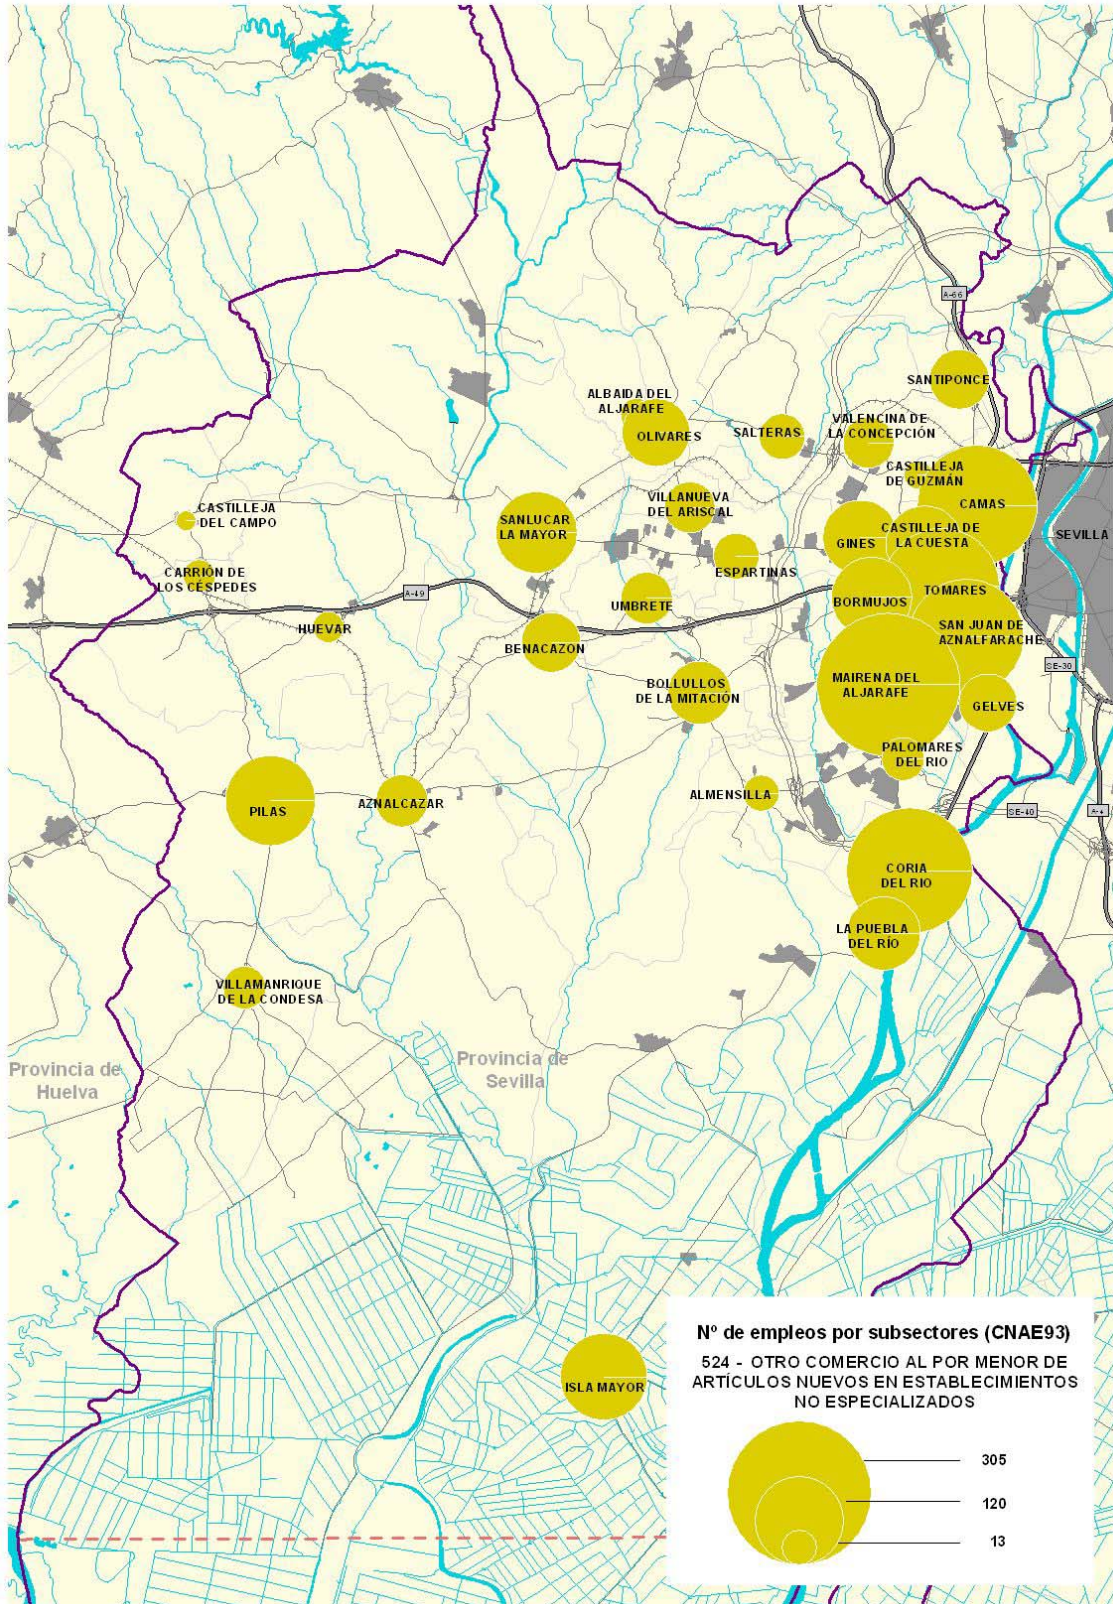 A-66
SANTIPONCE
ALBAIDA DEL
ALJARAFE
OLIVARES
SALTERAS
VALENCINA DE
LA CONCEPCIÓN
CASTILLEJA
DE GUZMÁN
CAMAS
VILLANUEVA
DEL ARISCAL
CASTILLEJA
DEL CAMPO
SANLUCAR
LA MAYOR
GINES
CASTILLEJA DE
LA CUESTA
SEVILLA
ESPARTINAS
CARRIÓN DE
LOS CÉSPEDES
A-49
UMBRETE
BORMUJOS
TOMARES
HUEVAR
BENACAZON
SAN JUAN DE
AZNALFARACHE
SE-30
BOLLULLOS
DE LA MITACIÓN
MAIRENA DEL
ALJARAFE
GELVES
PALOMARES
DEL RIO
ALMENSILLA
PILAS
AZNALCAZAR
SE-40
A-4
CORIA
DEL RIO
LA PUEBLA
DEL RÍO
VILLAMANRIQUE
DE LA CONDESA
Provincia de
Huelva
Provincia de
Sevilla
ISLA MAYOR
Nº de empleos por subsectores (CNAE93)
524 - OTRO COMERCIO AL POR MENOR DE
ARTÍCULOS NUEVOS EN ESTABLECIMIENTOS
NO ESPECIALIZADOS
305
120
13